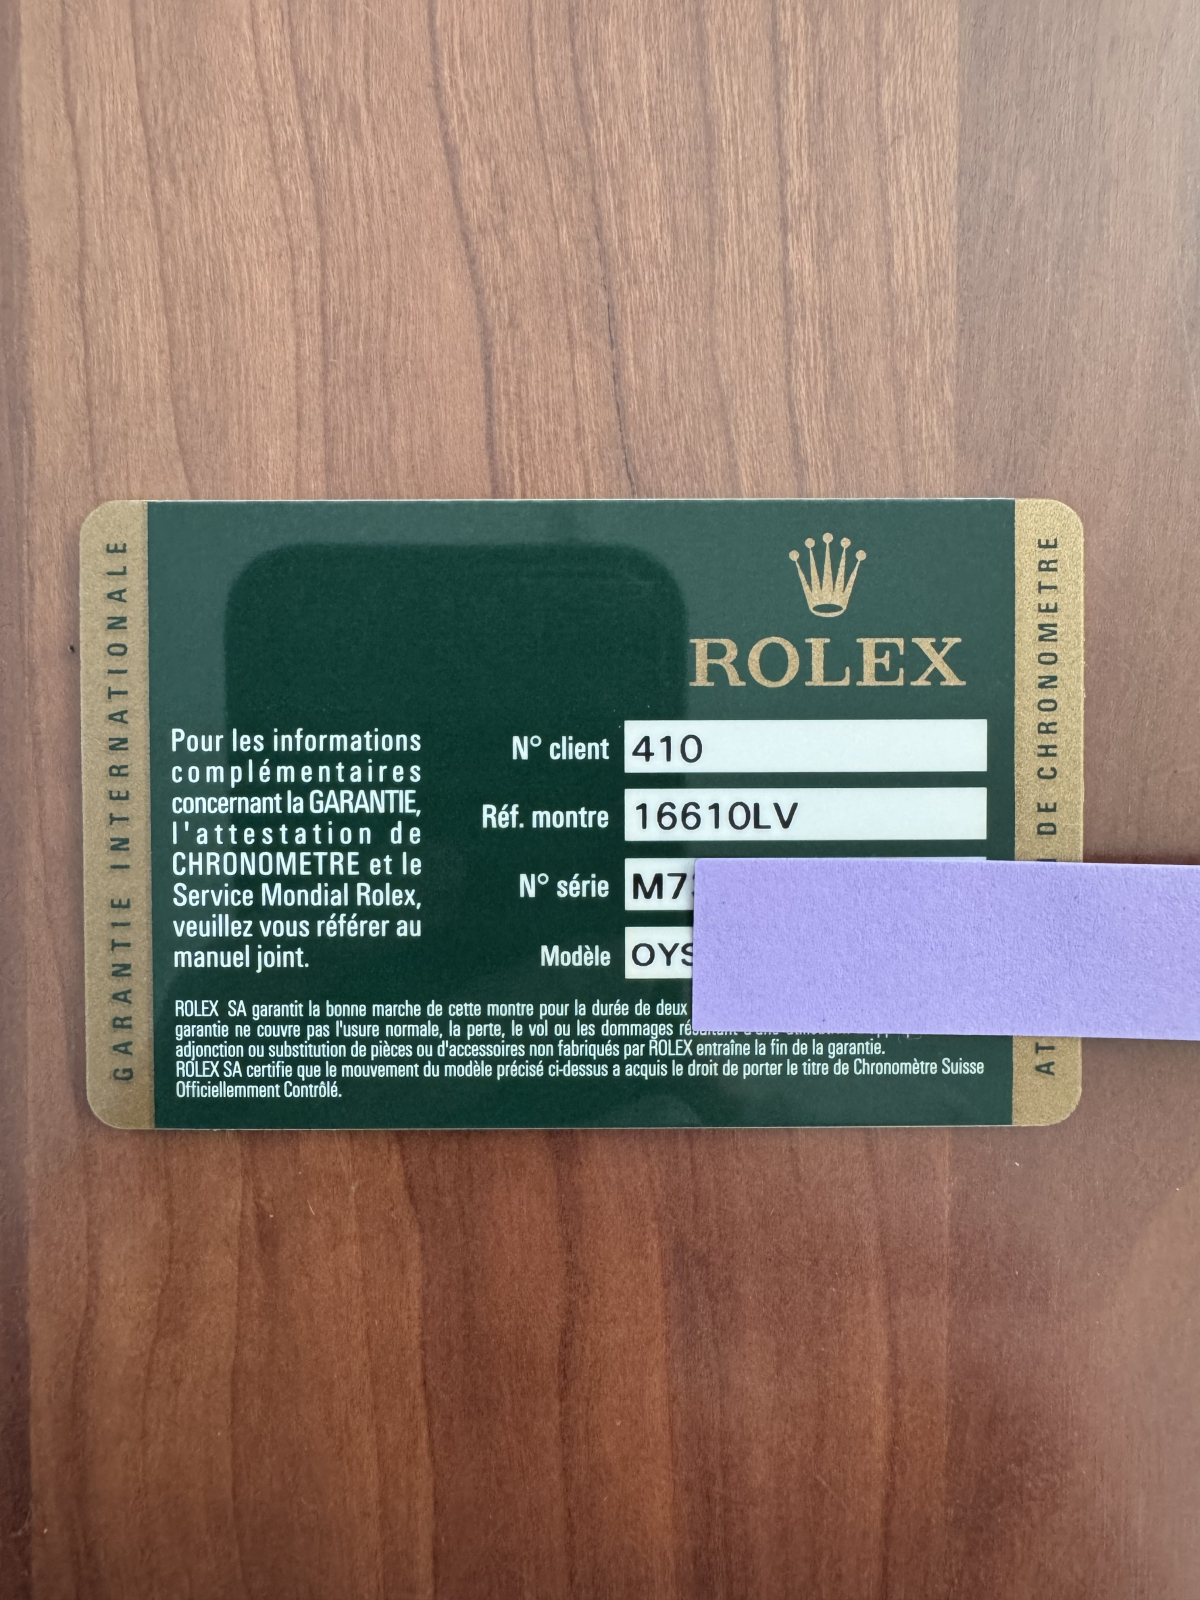 GARANTIE INTERNATIONALE
ROLEX
Pour les informations
complémentaires
concernant la GARANTIE,
l'attestation de
CHRONOMETRE et le
Service Mondial Rolex,
veuillez vous référer au
manuel joint.
N° client 410
Réf. montre 16610LV
N° série M7
Modèle OYS
ROLEX SA garantit la bonne marche de cette montre pour la durée de deux
garantie ne couvre pas l'usure normale, la perte, le vol ou les dommages
adjonction ou substitution de pièces ou d'accessoires non fabriqués par ROLEX entraîne la fin de la garantie.
ROLEX SA certifie que le mouvement du modèle précisé ci-dessus a acquis le droit de porter le titre de Chronomètre Suisse
Officiellemment Contrôlé.
AT DE CHRONOMETRE